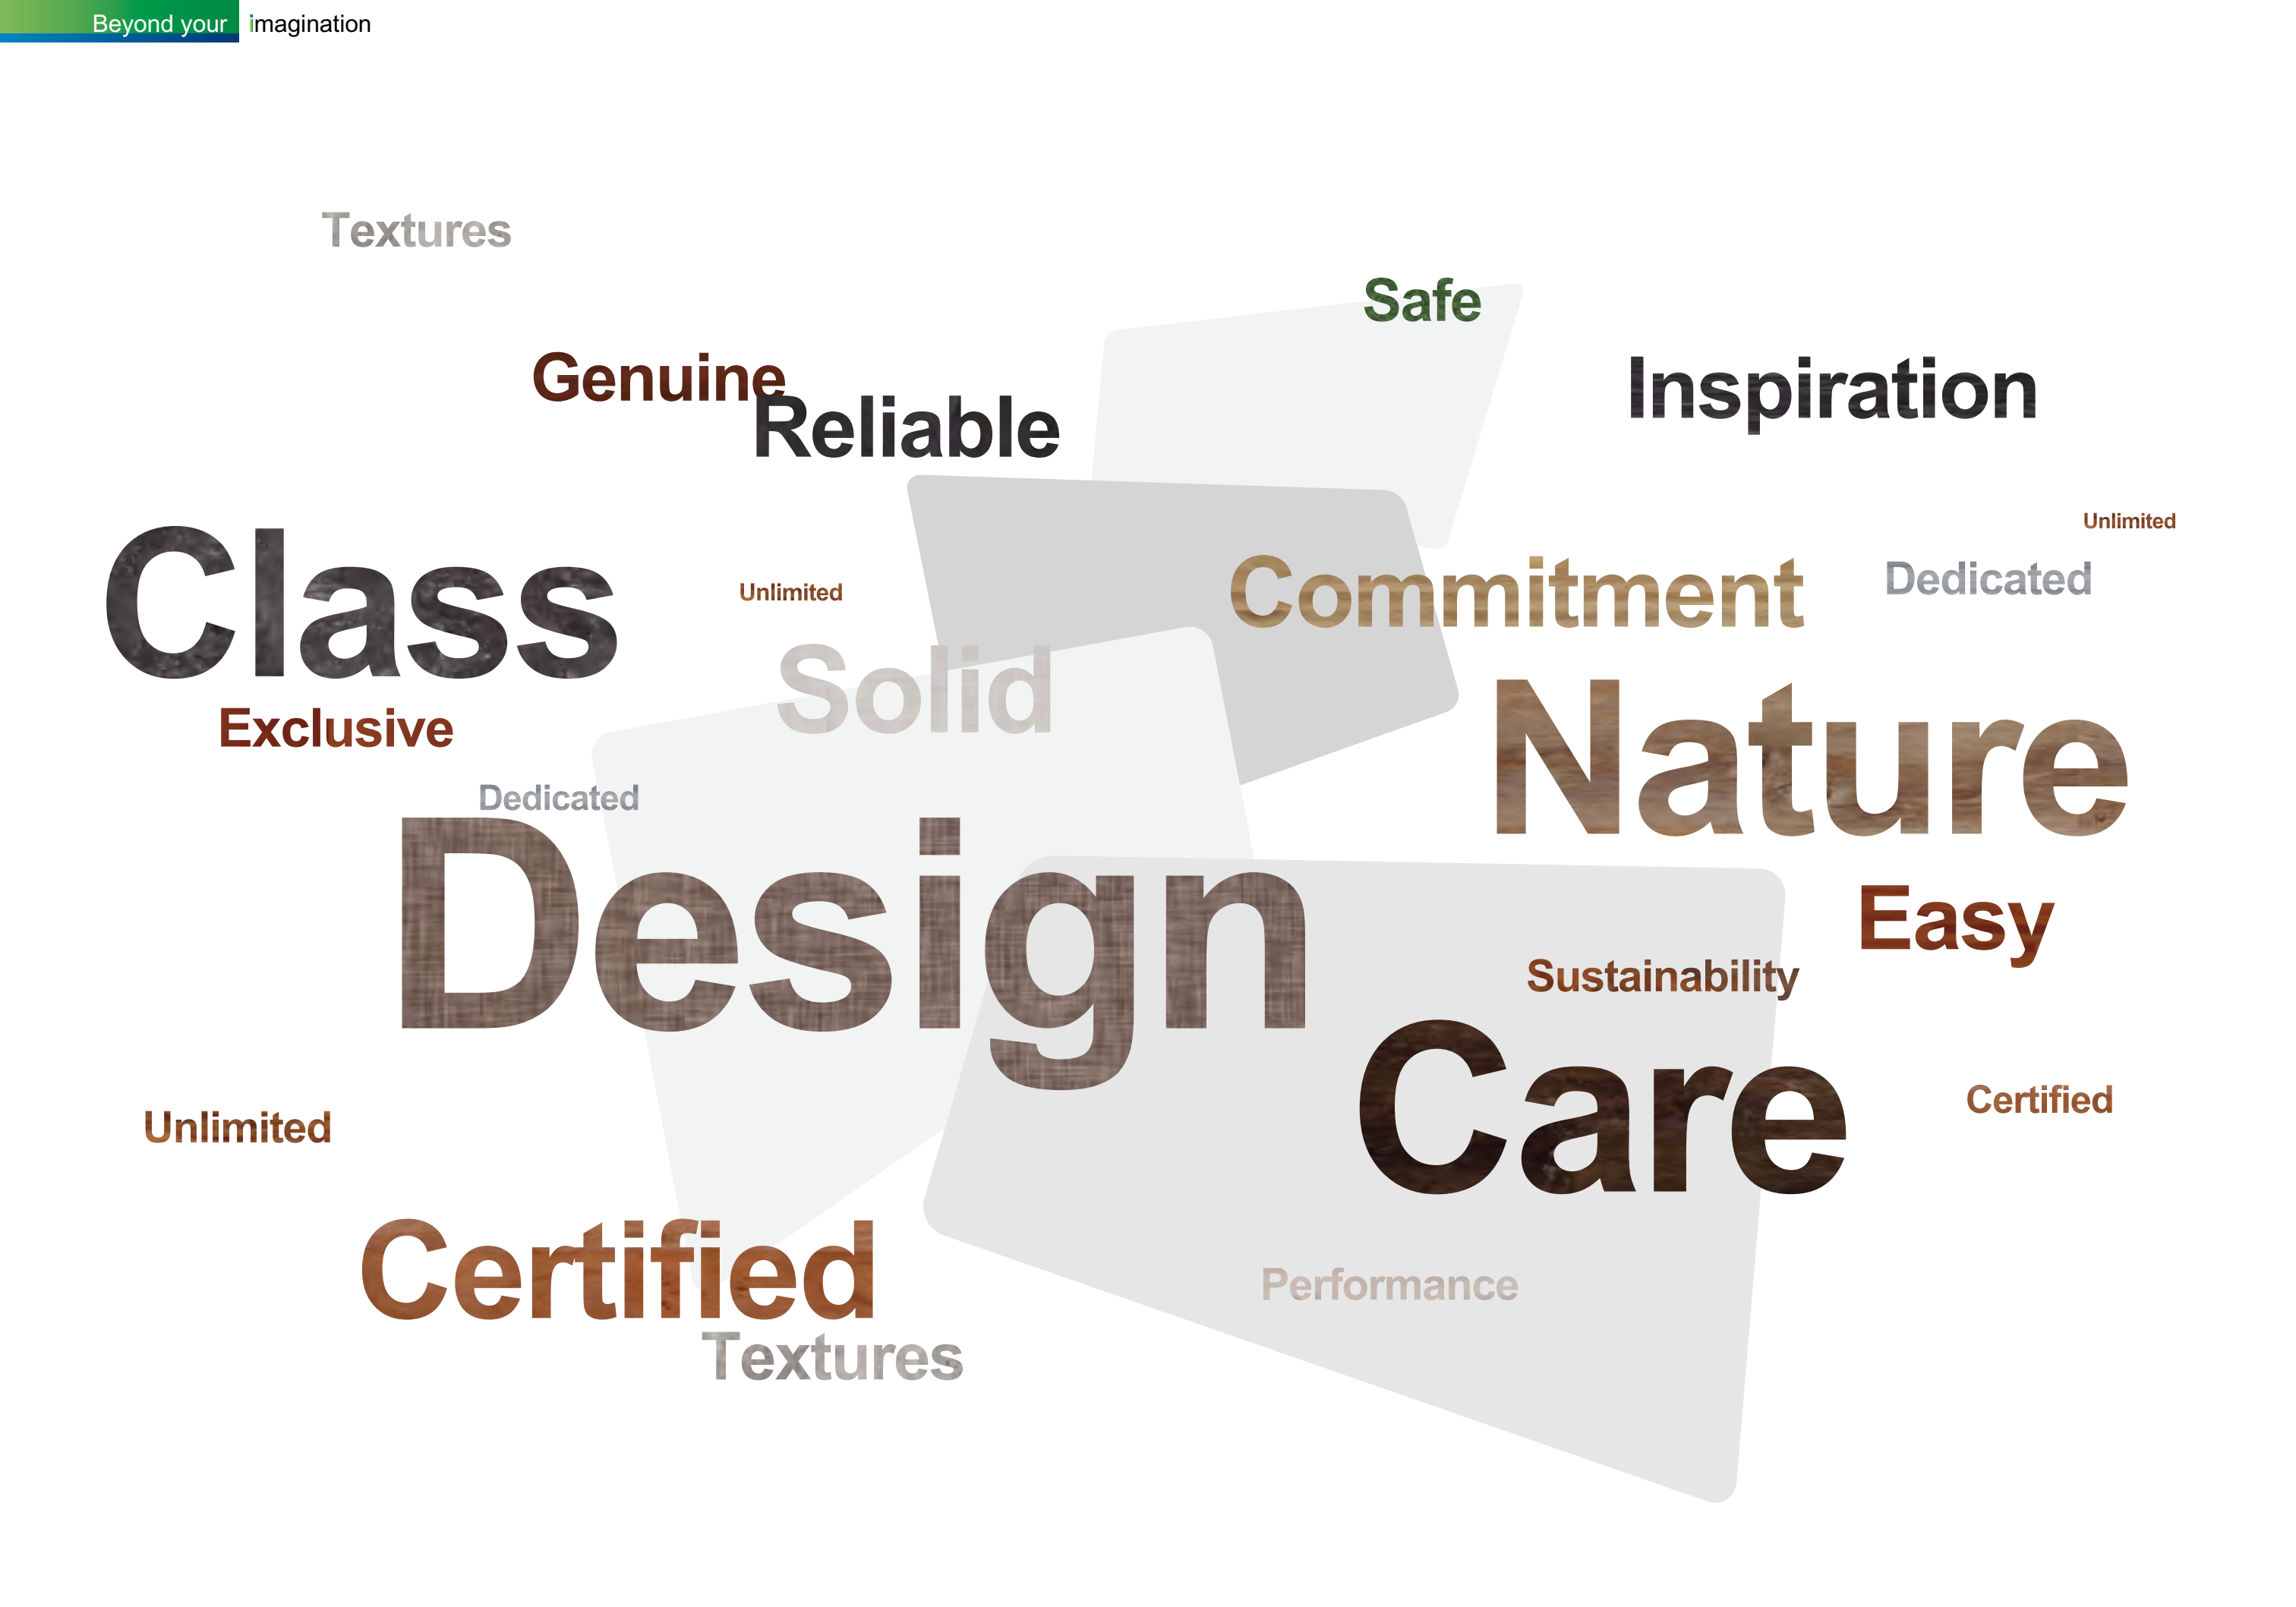 Beyond your imagination
Textures
Safe
Genuine
Reliable
Inspiration
Unlimited
Class
Commitment
Dedicated
Unlimited
Solid
Nature
Exclusive
Dedicated
Design
Easy
Sustainability
Care
Certified
Unlimited
Certified
Performance
Textures